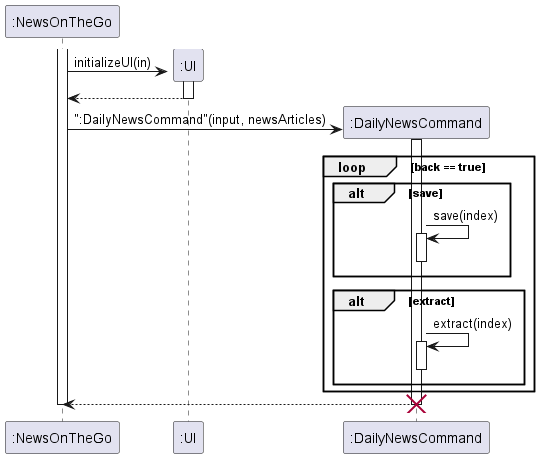 :NewsOnTheGo
initializeUI(in)
:UI
":DailyNewsCommand"(input, newsArticles)
:DailyNewsCommand
loop [back == true]
alt [save]
save(index)
alt [extract]
extract(index)
:NewsOnTheGo :UI :DailyNewsCommand